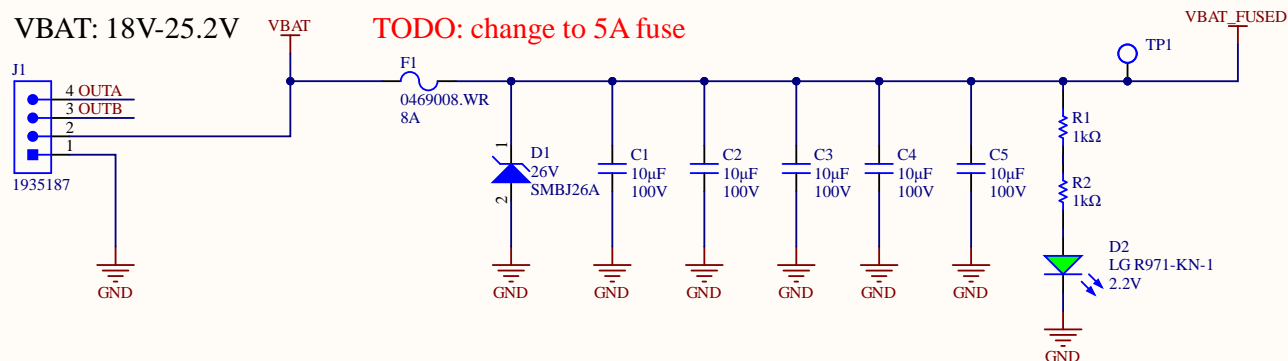 VBAT: 18V-25.2V
VBAT
TODO: change to 5A fuse
VBAT_FUSED
TP1
J1
4 OUTA
3 OUTB
2
1
1935187
GND
F1
0469008.WR
8A
1
D1
26V
SMBJ26A
2
GND
C1
10μF
100V
GND
C2
10μF
100V
GND
C3
10μF
100V
GND
C4
10μF
100V
GND
C5
10μF
100V
GND
R1
1kΩ
R2
1kΩ
D2
LG R971-KN-1
2.2V
GND